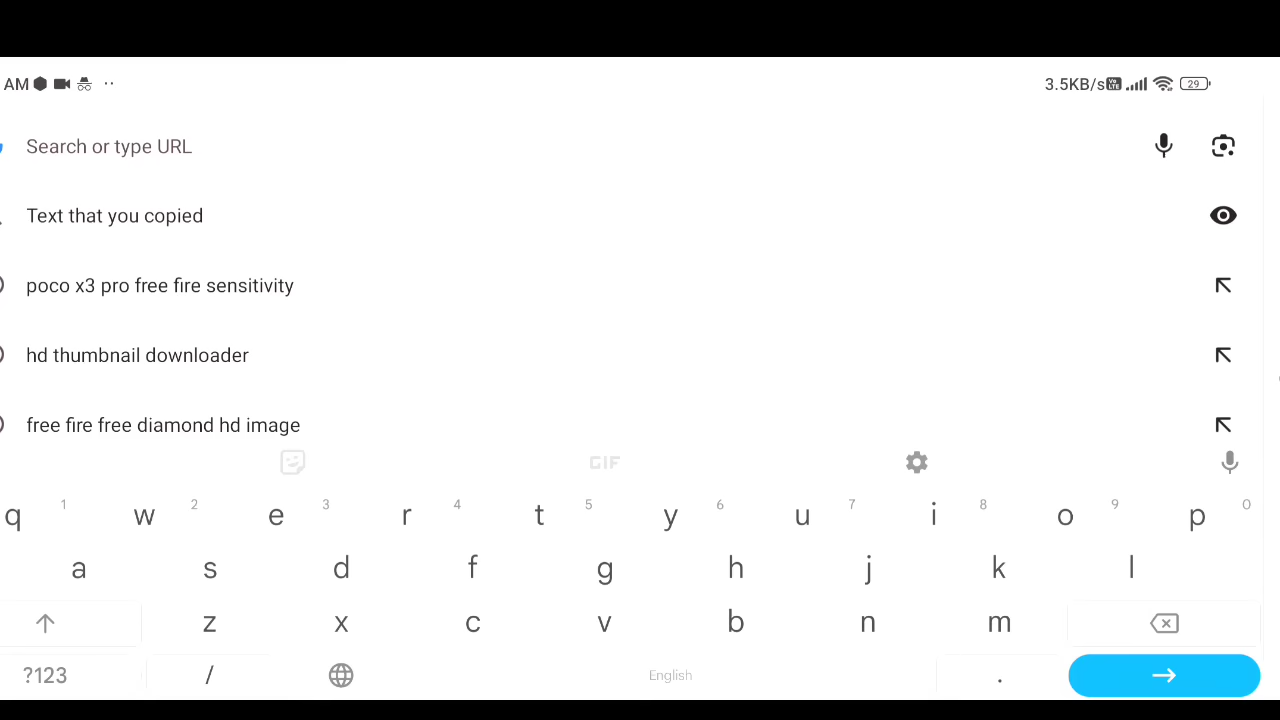 AM 3.5KB/s Vo LTE 29
Search or type URL
Text that you copied
poco x3 pro free fire sensitivity
hd thumbnail downloader
free fire free diamond hd image
GIF
q 1 w 2 e 3 r 4 t 5 y 6 u 7 i 8 o 9 p 0
a s d f g h j k l
z x c v b n m
?123 / English .